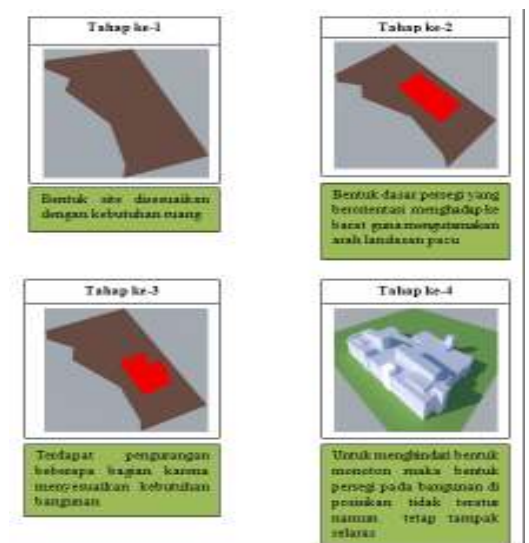 Tahap ke-1
Bentuk site disesuaikan
dengan kebutuhan ruang
Tahap ke-2
Bentuk dasar persegi yang
berorientasi menghadap ke
barat guna mengutamakan
arah landasan pacu
Tahap ke-3
Terdapat pengurangan
beberapa bagian karena
menyesuaikan kebutuhan
bangunan
Tahap ke-4
Untuk menghindari bentuk
monoton maka bentuk
persegi pada bangunan di
posisikan tidak teratur
namun tetap tampak
selaras